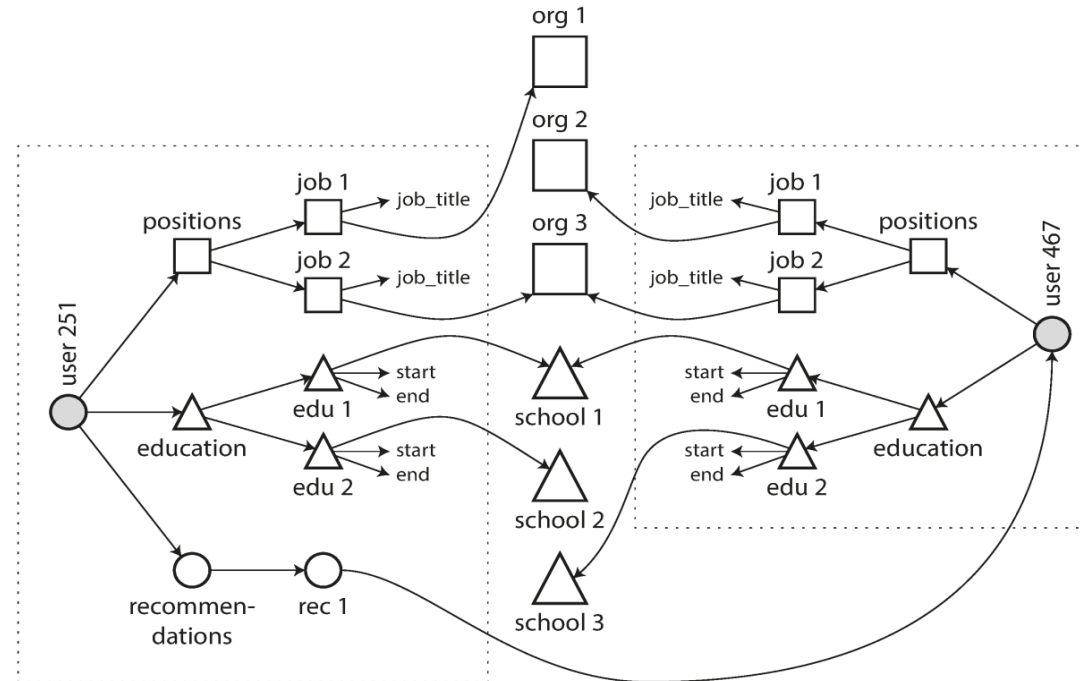 org 1
org 2
org 3
job 1
job_title
positions
job 2
job_title
user 251
edu 1
start
end
education
edu 2
start
end
recommen-
dations
rec 1
school 1
school 2
school 3
job 1
job_title
positions
job 2
job_title
user 467
start
end
edu 1
education
start
end
edu 2